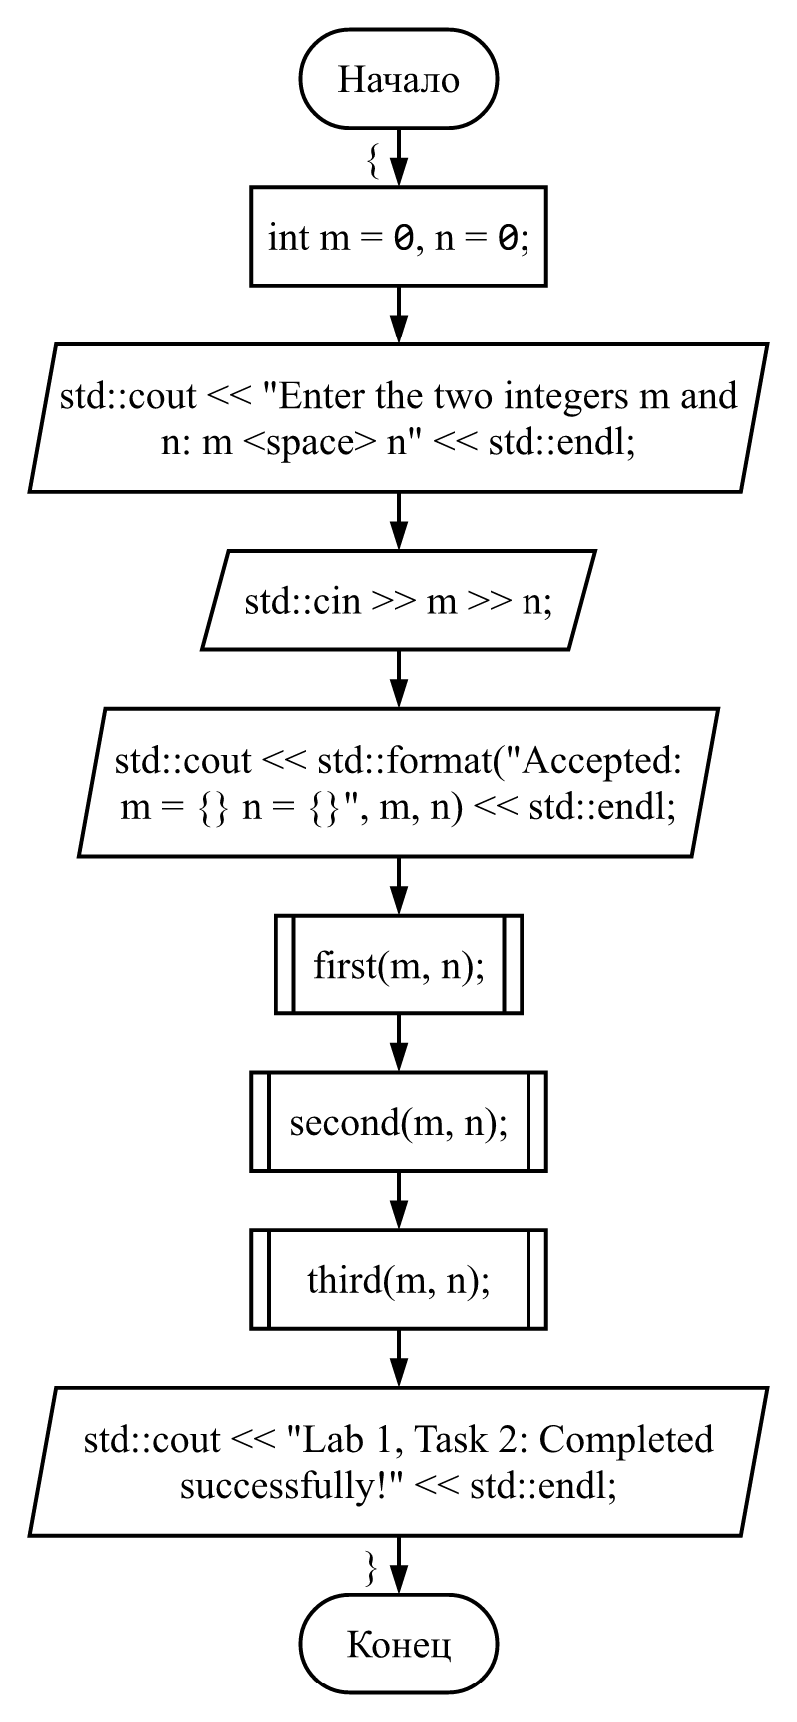 Начало
{
int m = 0, n = 0;
std::cout << "Enter the two integers m and
n: m <space> n" << std::endl;
std::cin >> m >> n;
std::cout << std::format("Accepted:
m = {} n = {}", m, n) << std::endl;
first(m, n);
second(m, n);
third(m, n);
std::cout << "Lab 1, Task 2: Completed
successfully!" << std::endl;
}
Конец